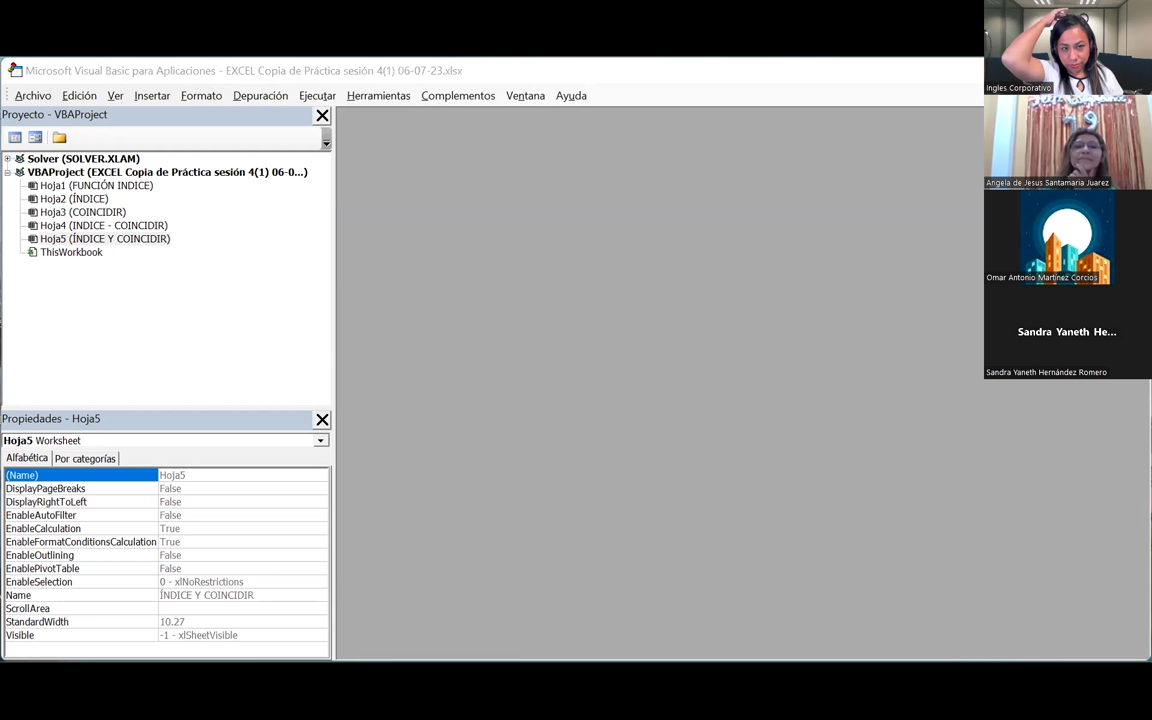 Microsoft Visual Basic para Aplicaciones - EXCEL Copia de Práctica sesión 4(1) 06-07-23.xlsx
Archivo Edición Ver Insertar Formato Depuración Ejecutar Herramientas Complementos Ventana Ayuda
Proyecto - VBAProject
Solver (SOLVER.XLAM)
VBAProject (EXCEL Copia de Práctica sesión 4(1) 06-0...)
Hoja1 (FUNCIÓN INDICE)
Hoja2 (ÍNDICE)
Hoja3 (COINCIDIR)
Hoja4 (INDICE - COINCIDIR)
Hoja5 (ÍNDICE Y COINCIDIR)
ThisWorkbook
Propiedades - Hoja5
Hoja5 Worksheet
Alfabética Por categorías
(Name) Hoja5
DisplayPageBreaks False
DisplayRightToLeft False
EnableAutoFilter False
EnableCalculation True
EnableFormatConditionsCalculation True
EnableOutlining False
EnablePivotTable False
EnableSelection 0 - xlNoRestrictions
Name ÍNDICE Y COINCIDIR
ScrollArea
StandardWidth 10.27
Visible -1 - xlSheetVisible
Ingles Corporativo
19
Angela de Jesus Santamaria Juarez
Omar Antonio Martínez Corcios
Sandra Yaneth He...
Sandra Yaneth Hernández Romero